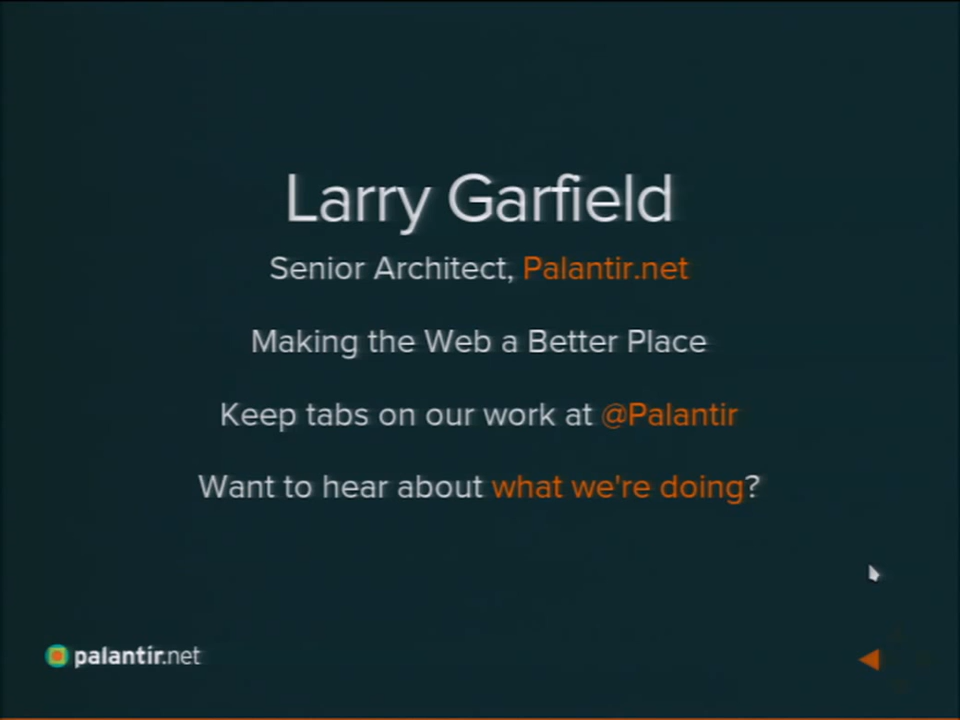 Larry Garfield
Senior Architect, Palantir.net
Making the Web a Better Place
Keep tabs on our work at @Palantir
Want to hear about what we're doing?
palantir.net